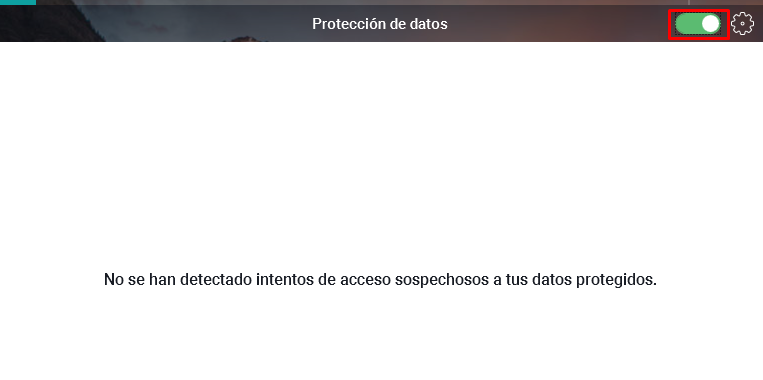 Protección de datos
No se han detectado intentos de acceso sospechosos a tus datos protegidos.